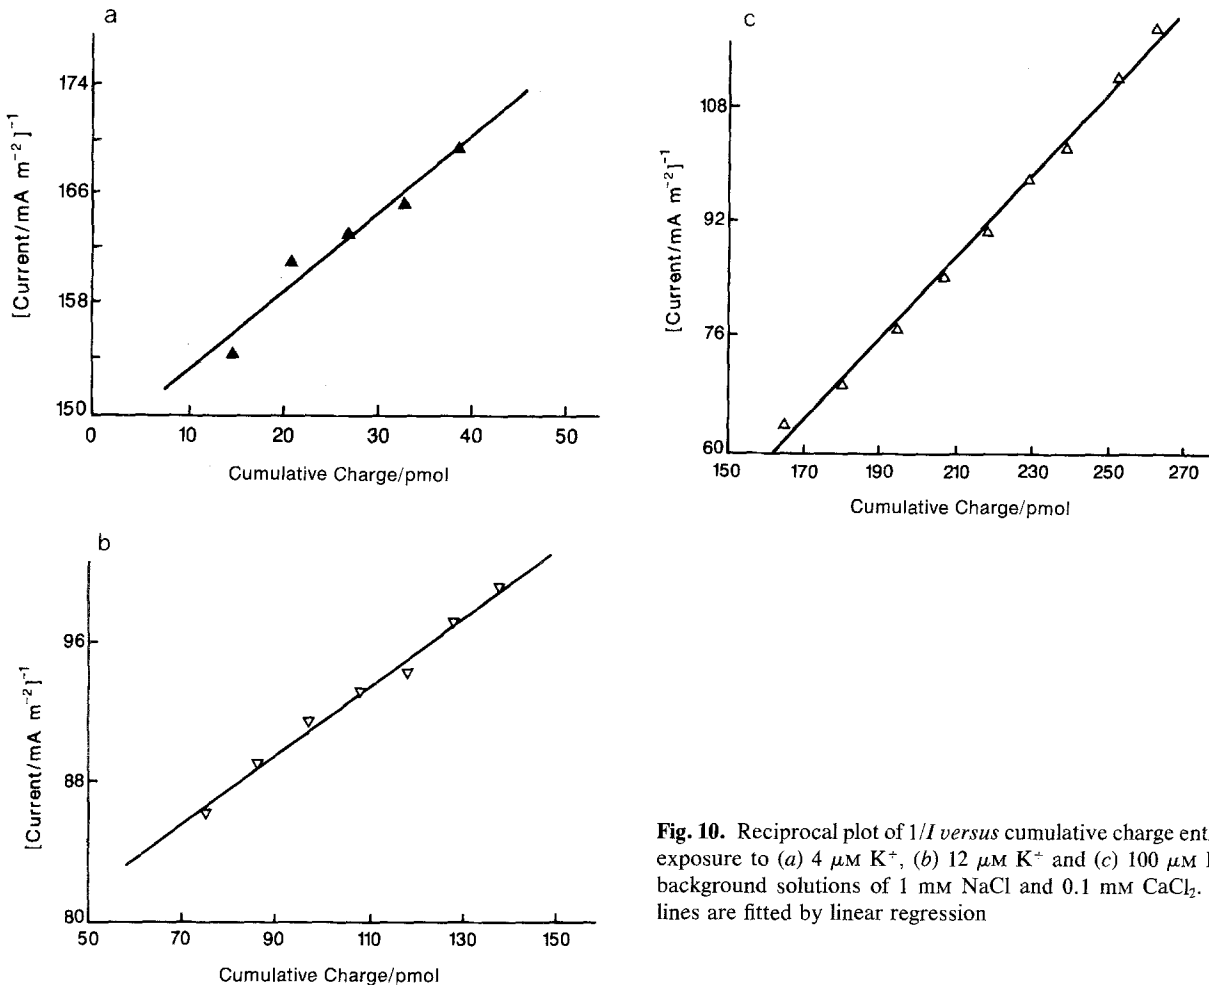 a
174
166
158
150
[Current/mA m⁻²]⁻¹
0 10 20 30 40 50
Cumulative Charge/pmol
c
108
92
76
60
[Current/mA m⁻²]⁻¹
150 170 190 210 230 250 270
Cumulative Charge/pmol
b
96
88
80
[Current/mA m⁻²]⁻¹
50 70 90 110 130 150
Cumulative Charge/pmol
Fig. 10. Reciprocal plot of 1/I versus cumulative charge ent
exposure to (a) 4 μM K⁺, (b) 12 μM K⁺ and (c) 100 μM
background solutions of 1 mM NaCl and 0.1 mM CaCl₂.
lines are fitted by linear regression